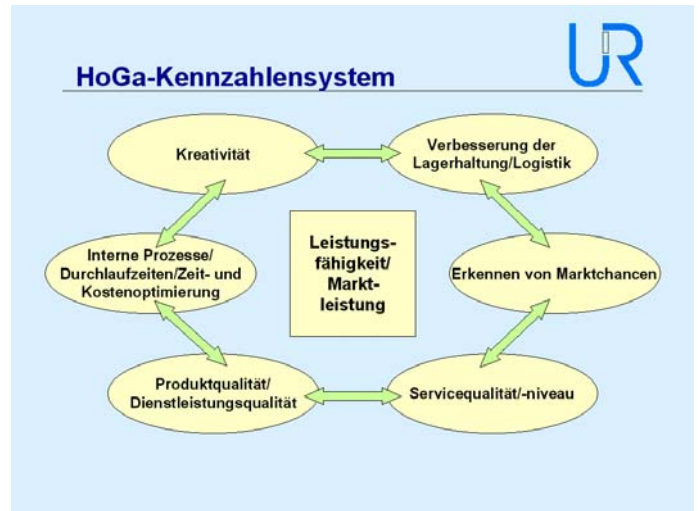 UiR
HoGa-Kennzahlensystem
Kreativität
Verbesserung der
Lagerhaltung/Logistik
Interne Prozesse/
Durchlaufzeiten/Zeit- und
Kostenoptimierung
Leistungs-
fähigkeit/
Markt-
leistung
Erkennen von Marktchancen
Produktqualität/
Dienstleistungsqualität
Servicequalität/-niveau